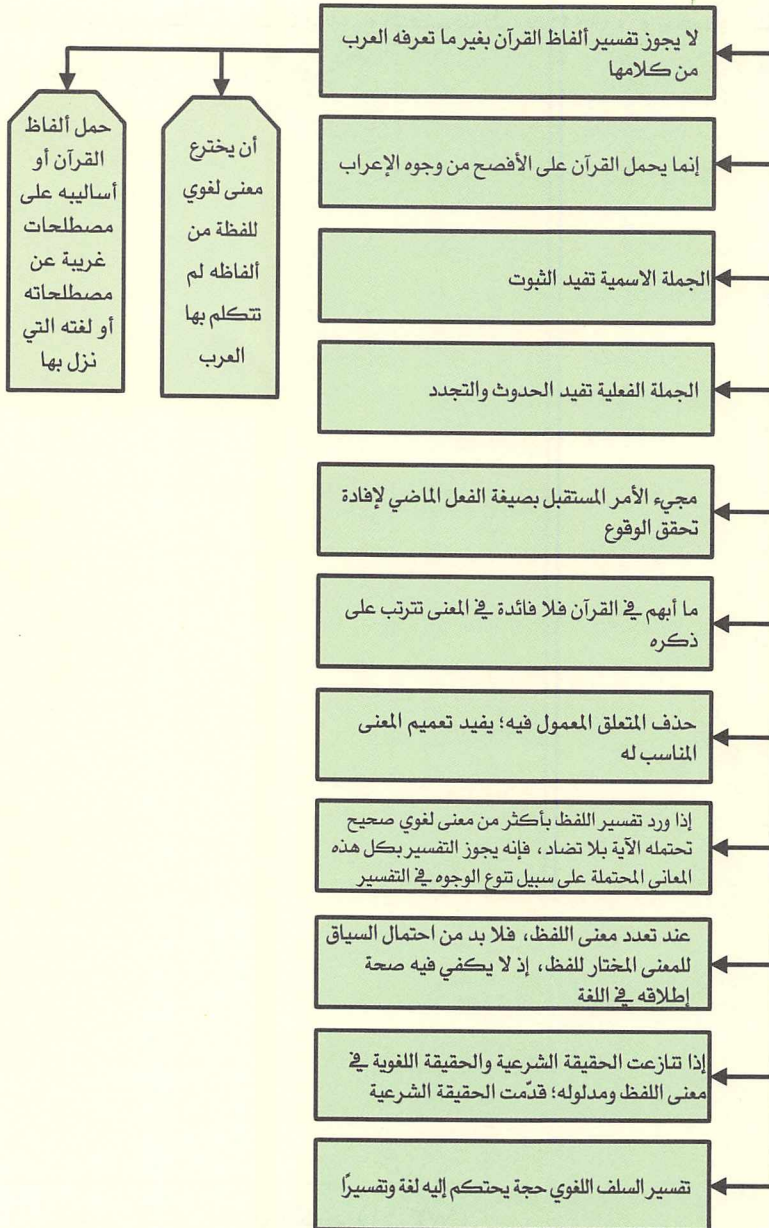 لا يجوز تفسير ألفاظ القرآن بغير ما تعرفه العرب
من كلامها
أن يخترع
معنى لغوي
للفظة من
ألفاظه لم
تتكلم بها
العرب
حمل ألفاظ
القرآن أو
أساليبه على
مصطلحات
غريبة عن
مصطلحاته
أو لغته التي
نزل بها
إنما يحمل القرآن على الأفصح من وجوه الإعراب
الجملة الاسمية تفيد الثبوت
الجملة الفعلية تفيد الحدوث والتجدد
مجيء الأمر المستقبل بصيغة الفعل الماضي لإفادة
تحقق الوقوع
ما أبهم في القرآن فلا فائدة في المعنى تترتب على
ذكره
حذف المتعلق المعمول فيه؛ يفيد تعميم المعنى
المناسب له
إذا ورد تفسير اللفظ بأكثر من معنى لغوي صحيح
تحتمله الآية بلا تضاد، فإنه يجوز التفسير بكل هذه
المعاني المحتملة على سبيل تنوع الوجوه في التفسير
عند تعدد معنى اللفظ، فلا بد من احتمال السياق
للمعنى المختار للفظ، إذ لا يكفي فيه صحة
إطلاقه في اللغة
إذا تنازعت الحقيقة الشرعية والحقيقة اللغوية في
معنى اللفظ ومدلوله؛ قدّمت الحقيقة الشرعية
تفسير السلف اللغوي حجة يحتكم إليه لغة وتفسيرًا